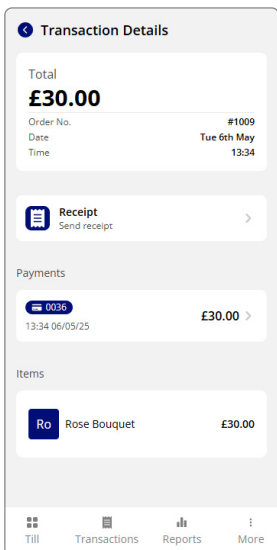 Transaction Details
Total
£30.00
Order No. #1009
Date Tue 6th May
Time 13:34
Receipt
Send receipt
Payments
0036
13:34 06/05/25
£30.00
Items
Ro Rose Bouquet £30.00
Till Transactions Reports More